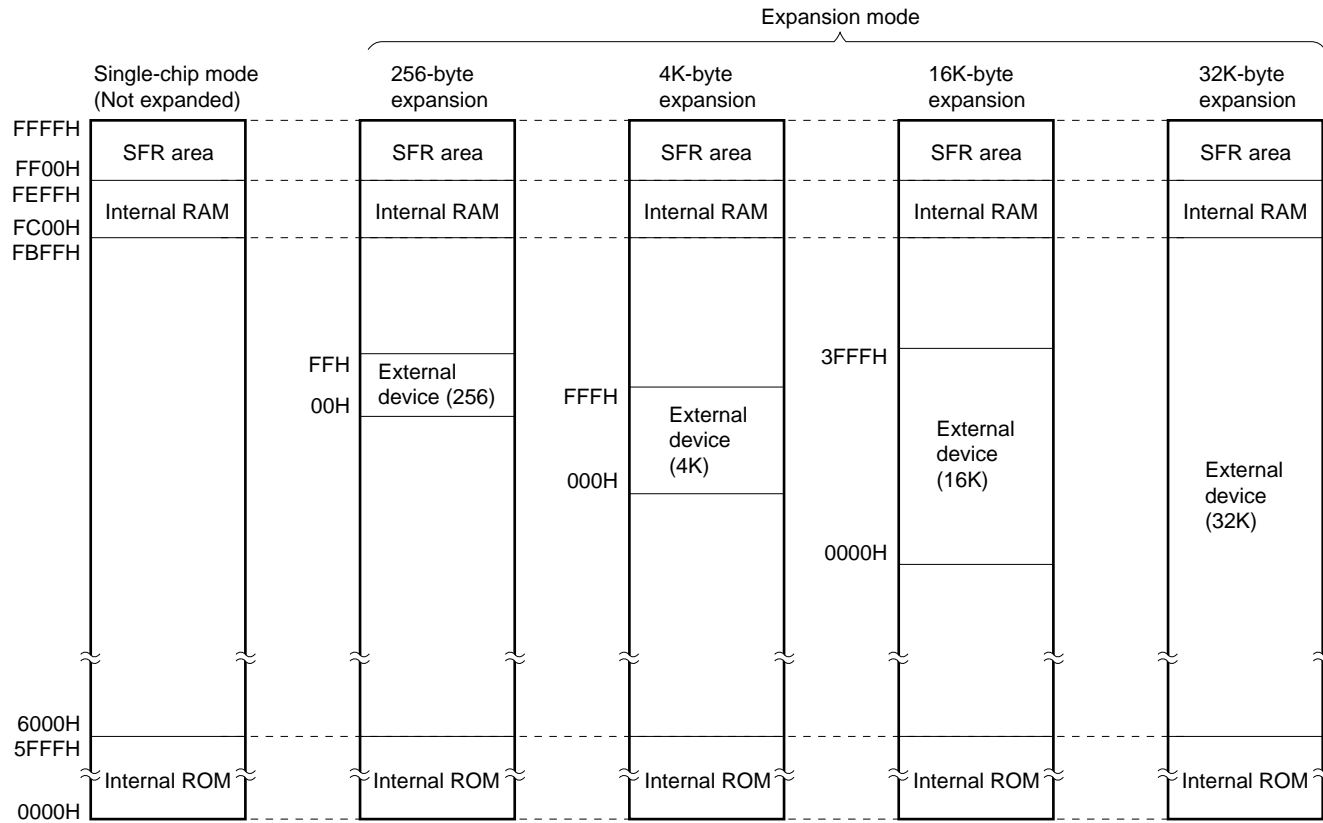 Expansion mode
Single-chip mode
(Not expanded)
256-byte
expansion
4K-byte
expansion
16K-byte
expansion
32K-byte
expansion
FFFFH
FF00H
FEFFH
FC00H
FBFFH
6000H
5FFFH
0000H
SFR area
Internal RAM
Internal ROM
SFR area
Internal RAM
FFH
00H
External
device (256)
Internal ROM
SFR area
Internal RAM
FFFH
000H
External
device
(4K)
Internal ROM
SFR area
Internal RAM
3FFFH
0000H
External
device
(16K)
Internal ROM
SFR area
Internal RAM
External
device
(32K)
Internal ROM